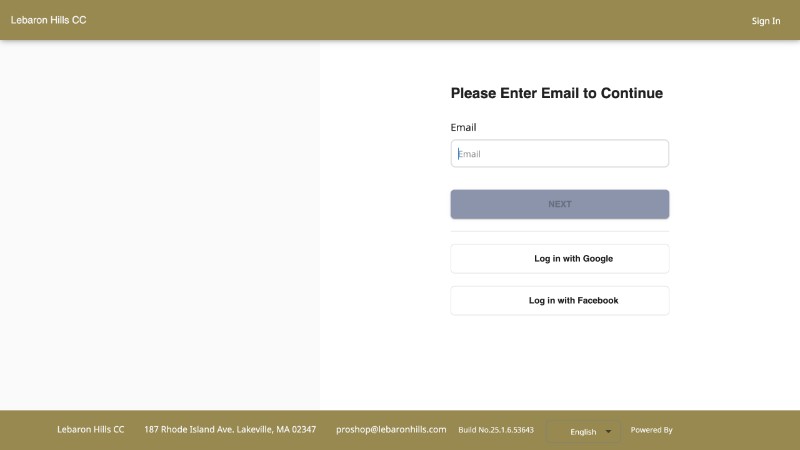 Lebaron Hills CC
Sign In
Please Enter Email to Continue
Email
Email
NEXT
Log in with Google
Log in with Facebook
Lebaron Hills CC 187 Rhode Island Ave. Lakeville, MA 02347 proshop@lebaronhills.com Build No.25.1.6.53643 English Powered By